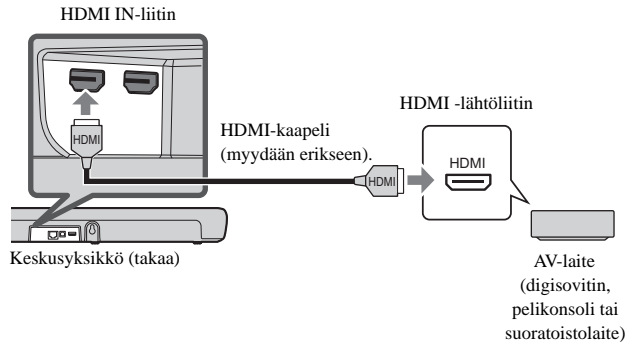 HDMI IN-liitin
HDMI -lähtöliitin
HDMI
HDMI-kaapeli
(myydään erikseen).
HDMI
HDMI
Keskusyksikkö (takaa)
AV-laite
(digisovitin,
pelikonsoli tai
suoratoistolaite)